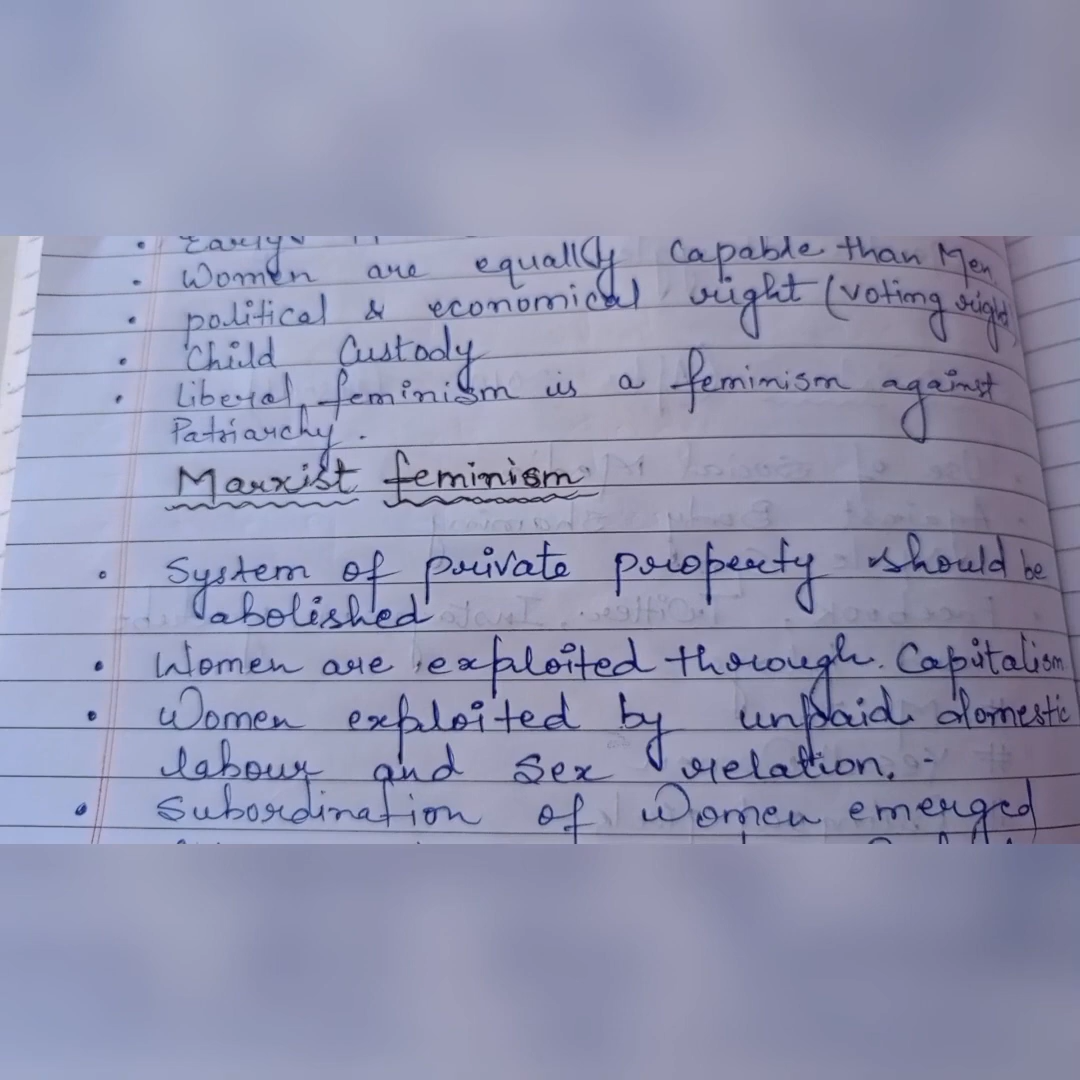 • Women are equally capable than Men
• political & economical right (voting right)
• Child Custody
• Liberal feminism is a feminism against
Patriarchy.
Marxist feminism
• System of private property should be
abolished
• Women are exploited through. Capitalism
• Women exploited by unpaid domestic
labour and Sex relation.
• Subordination of Women emerged